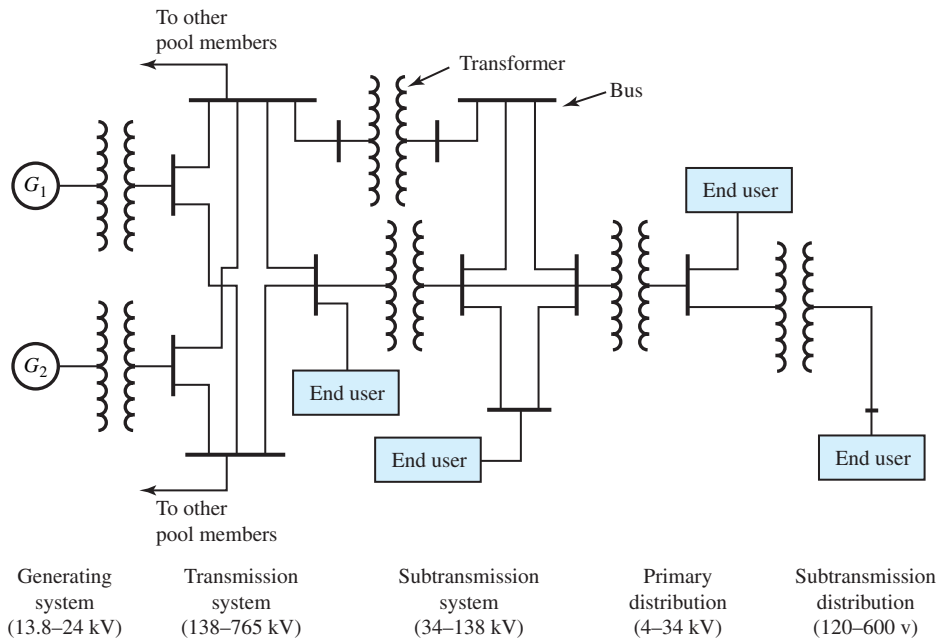 To other
pool members
Transformer
Bus
G1
End user
G2
End user
End user
End user
To other
pool members
Generating
system
(13.8–24 kV)
Transmission
system
(138–765 kV)
Subtransmission
system
(34–138 kV)
Primary
distribution
(4–34 kV)
Subtransmission
distribution
(120–600 v)